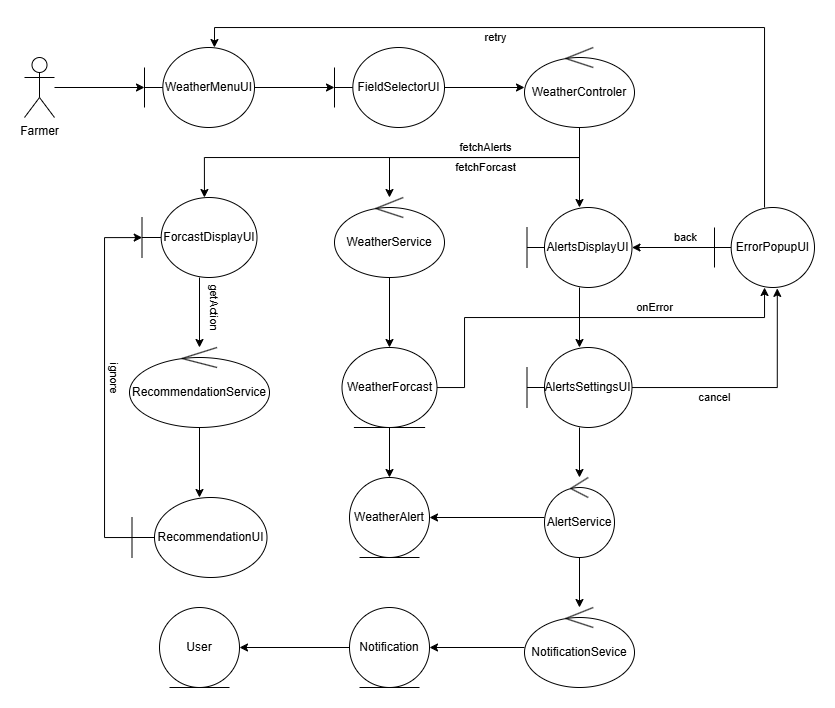 retry
WeatherMenuUI
FieldSelectorUI
WeatherControler
Farmer
fetchAlerts
fetchForcast
ForcastDisplayUI
WeatherService
AlertsDisplayUI
back
ErrorPopupUI
getAction
onError
ignore
RecommendationService
WeatherForcast
AlertsSettingsUI
cancel
WeatherAlert
AlertService
RecommendationUI
User
Notification
NotificationSevice